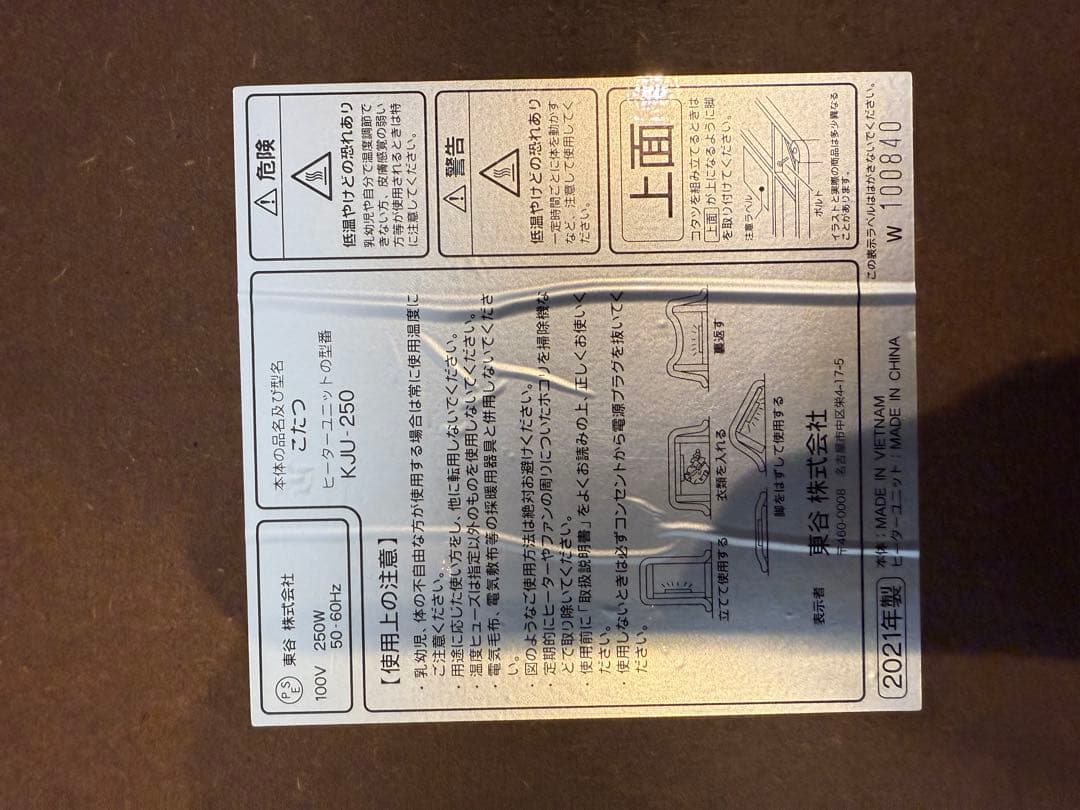 PSE 東谷 株式会社
100V 250W
50-60Hz
本体の品名及び型名
こたつ
ヒーターユニットの型番
KJU-250
【使用上の注意】
・乳幼児、体の不自由な方が使用する場合は常に使用温度に
ご注意ください。
・用途に応じた使い方をし、他に転用しないでください。
・温度ヒューズは指定以外のものを使用しないでください。
・電気毛布、電気敷布等の採暖用器具と併用しないでくださ
い。
・図のようなご使用方法は絶対お避けください。
・定期的にヒーターやファンの周りについたホコリを掃除機な
どで取り除いてください。
・使用前に「取扱説明書」をよくお読みの上、正しくお使いく
ださい。
・使用しないときは必ずコンセントから電源プラグを抜いてく
ださい。
立てて使用する
衣類を入れる
裏返す
脚をはずして使用する
表示者 東谷 株式会社
〒460-0008 名古屋市中区栄4-17-5
危険
低温やけどの恐れあり
乳幼児や自分で温度調節で
きない方、皮膚感覚の弱い
方等が使用されるときは特
に注意してください。
警告
低温やけどの恐れあり
一定時間ごとに体を動かす
など、注意して使用してく
ださい。
上面
コタツを組み立てるときは
上面が上になるように脚
を取り付けてください。
注意ラベル
ボルト
イラストと実際の商品は多少異なる
ことがあります。
2021年製
本体：MADE IN VIETNAM
ヒーターユニット：MADE IN CHINA
この表示ラベルははがさないでください。
W 100840